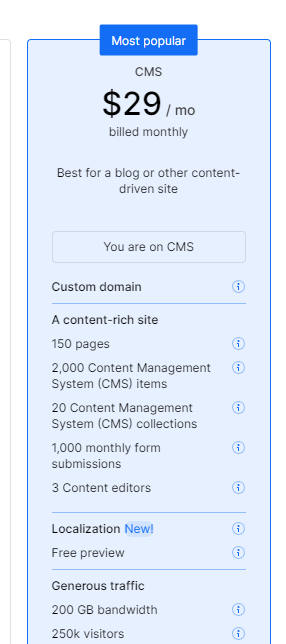 Most popular
CMS
$29 / mo
billed monthly
Best for a blog or other content-
driven site
You are on CMS
Custom domain
A content-rich site
150 pages
2,000 Content Management
System (CMS) items
20 Content Management
System (CMS) collections
1,000 monthly form
submissions
3 Content editors
Localization New!
Free preview
Generous traffic
200 GB bandwidth
250k visitors